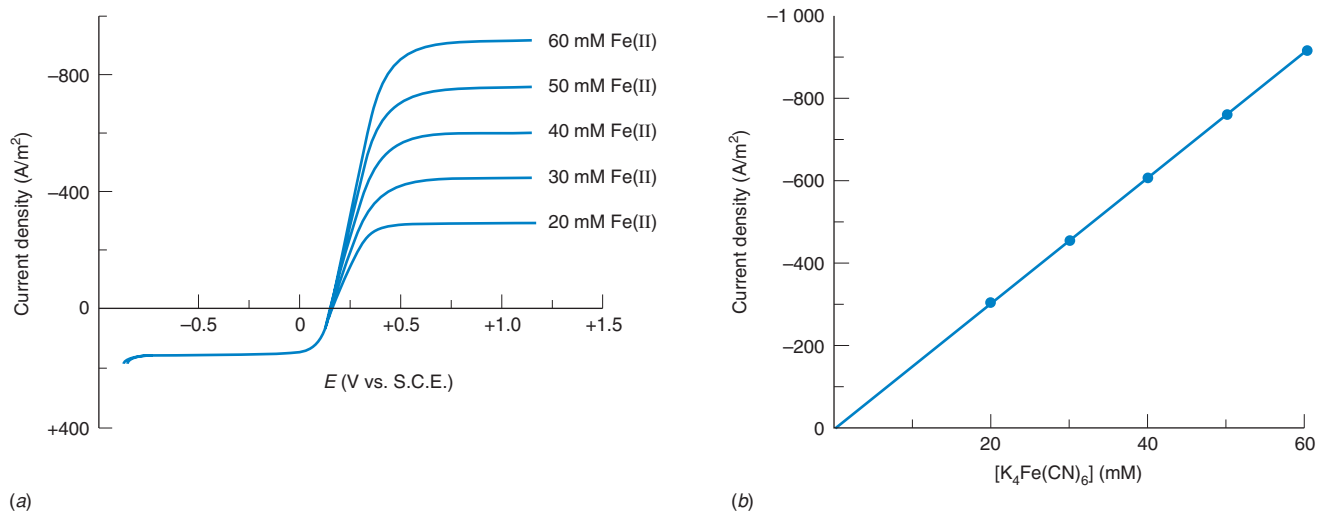 Current density (A/m²)
−800
−400
0
+400
−0.5
0
+0.5
+1.0
+1.5
E (V vs. S.C.E.)
60 mM Fe(II)
50 mM Fe(II)
40 mM Fe(II)
30 mM Fe(II)
20 mM Fe(II)
(a)
Current density (A/m²)
−1 000
−800
−600
−400
−200
0
20
40
60
[K₄Fe(CN)₆] (mM)
(b)